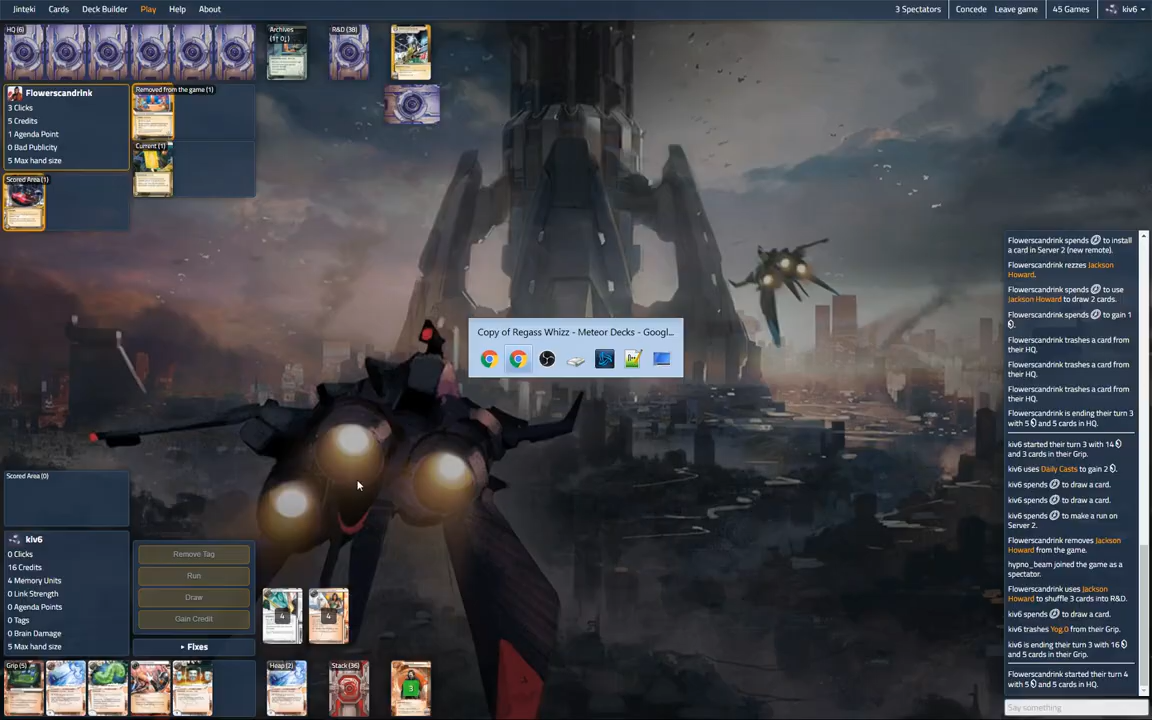 Jinteki
Cards
Deck Builder
Play
Help
About
3 Spectators
Concede
Leave game
45 Games
kiv6
HQ (6)
Archives
(1↑ 0↓)
R&D (38)
Flowerscandrink
3 Clicks
5 Credits
1 Agenda Point
0 Bad Publicity
5 Max hand size
Removed from the game (1)
Current (1)
Scored Area (1)
Copy of Regass Whizz - Meteor Decks - Googl...
Flowerscandrink spends to install
a card in Server 2 (new remote).
Flowerscandrink rezzes Jackson
Howard.
Flowerscandrink spends to use
Jackson Howard to draw 2 cards.
Flowerscandrink spends to gain 1
.
Flowerscandrink trashes a card from
their HQ.
Flowerscandrink trashes a card from
their HQ.
Flowerscandrink trashes a card from
their HQ.
Flowerscandrink is ending their turn 3
with 5 and 5 cards in HQ.
kiv6 started their turn 3 with 14
and 3 cards in their Grip.
kiv6 uses Daily Casts to gain 2 .
kiv6 spends to draw a card.
kiv6 spends to draw a card.
kiv6 spends to make a run on
Server 2.
Flowerscandrink removes Jackson
Howard from the game.
hypno_beam joined the game as a
spectator.
Flowerscandrink uses Jackson
Howard to shuffle 3 cards into R&D.
kiv6 spends to draw a card.
kiv6 trashes Yog.0 from their Grip.
kiv6 is ending their turn 3 with 16
and 5 cards in their Grip.
Flowerscandrink started their turn 4
with 5 and 5 cards in HQ.
Say something
Scored Area (0)
kiv6
0 Clicks
16 Credits
4 Memory Units
0 Link Strength
0 Agenda Points
0 Tags
0 Brain Damage
5 Max hand size
Remove Tag
Run
Draw
Gain Credit
Fixes
4
4
Grip (5)
Heap (2)
Stack (36)
3